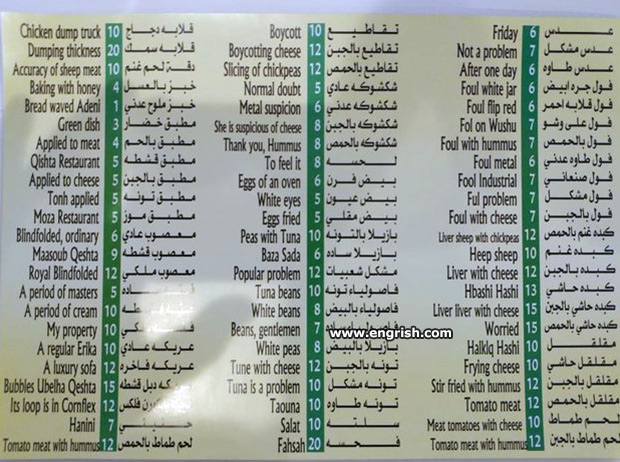 Chicken dump truck 10 قلابه دجاج
Dumping thickness 20 قلابه سمك
Accuracy of sheep meat 10 دقة لحم غنم
Baking with honey 4 خبز بالعسل
Bread waved Adeni 1 خبز ملوح عدني
Green dish 3 مطبق خضار
Applied to meat 4 مطبق بالحم
Qishta Restaurant 5 مطبق قشطه
Applied to cheese 5 مطبق بالجبن
Tonh applied 5 مطبق تونه
Moza Restaurant 5 مطبق موز
Blindfolded, ordinary 6 معصوب عادي
Maasoub Qeshta 9 معصوب قشطه
Royal Blindfolded 12 معصوب ملكي
A period of masters 5
A period of cream 10
My property 10
A regular Erika 10 عريكه عادي
A luxury sofa 12 عريكه فاخره
Bubbles Ubelha Qeshta 15 دبل قشطه
Its loop is in Cornflex 12 كورن فلكس
Hanini 7 حنيني
Tomato meat with hummus 12 لحم طماط بالحمص
Boycott 10 تقاطيع
Boycotting cheese 12 تقاطيع بالجبن
Slicing of chickpeas 12 تقاطيع بالحمص
Normal doubt 5 شكشوكه عادي
Metal suspicion 6 شكشوكه عدني
She is suspicious of cheese 8 شكشوكه بالجبن
Thank you, Hummus 8 شكشوكه بالحمص
To feel it 8 لحسه
Eggs of an oven 6 بيض فرن
White eyes 5 بيض عيون
Eggs fried 5 بيض مقلي
Peas with Tuna 10 بازيلا بالتونه
Baza Sada 6 بازيلا ساده
Popular problem 12 مشكل شعبيات
Tuna beans 10 فاصولياء تونه
White beans 8 فاصولياء بالبيض
Beans, gentlemen 7 ساده
White peas 8 بازيلا بالبيض
Tune with cheese 12 تونه بالجبن
Tuna is a problem 10 تونه مشكل
Taouna 10 تونه طاوه
Salat 10 سلته
Fahsah 20 فحسه
Friday 6 عدس
Not a problem 7 عدس مشكل
After one day 6 عدس طاوه
Foul white jar 6 فول جره ابيض
Foul flip red 6 فول قلابه احمر
Fol on Wushu 7 فول على وشو
Foul with hummus 7 فول بالحمص
Foul metal 6 فول طاوه عدني
Fool Industrial 7 فول صنعاني
Ful problem 7 فول مشكل
Foul with cheese 7 فول بالجبن
Liver sheep with chickpeas 12 كبده غنم بالحمص
Heep sheep 10 كبده غنم
Liver with cheese 12 كبده بالجبن
Hbashi Hashi 13 كبده حاشي
Liver liver with cheese 15 كبده حاشي بالجبن
Worried 15 كبده حاشي بالحمص
Halklq Hashi 10 مقلقل
Frying cheese 10 مقلقل حاشي
Stir fried with hummus 12 مقلقل بالجبن
Tomato meat 12 مقلقل بالحمص
Meat tomatoes with cheese 10 لحم طماط
Tomato meat with hummus 12 لحم طماط بالجبن
www.engrish.com